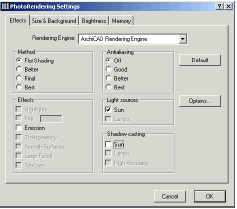 PhotoRendering Settings
Effects
Size & Background
Brightness
Memory
Rendering Engine
ArchiCAD Rendering Engine
Method
Antialiasing
Flat Shading
Off
Default
Better
Good
Final
Better
Best
Best
Effects
Light sources
Highlights
Sun
Options...
Fog
Lamps
Emission
Transparency
Shadow casting
Smooth Surfaces
Sun
Lamp Falloff
Lamps
Textures
High Accuracy
Cancel
OK